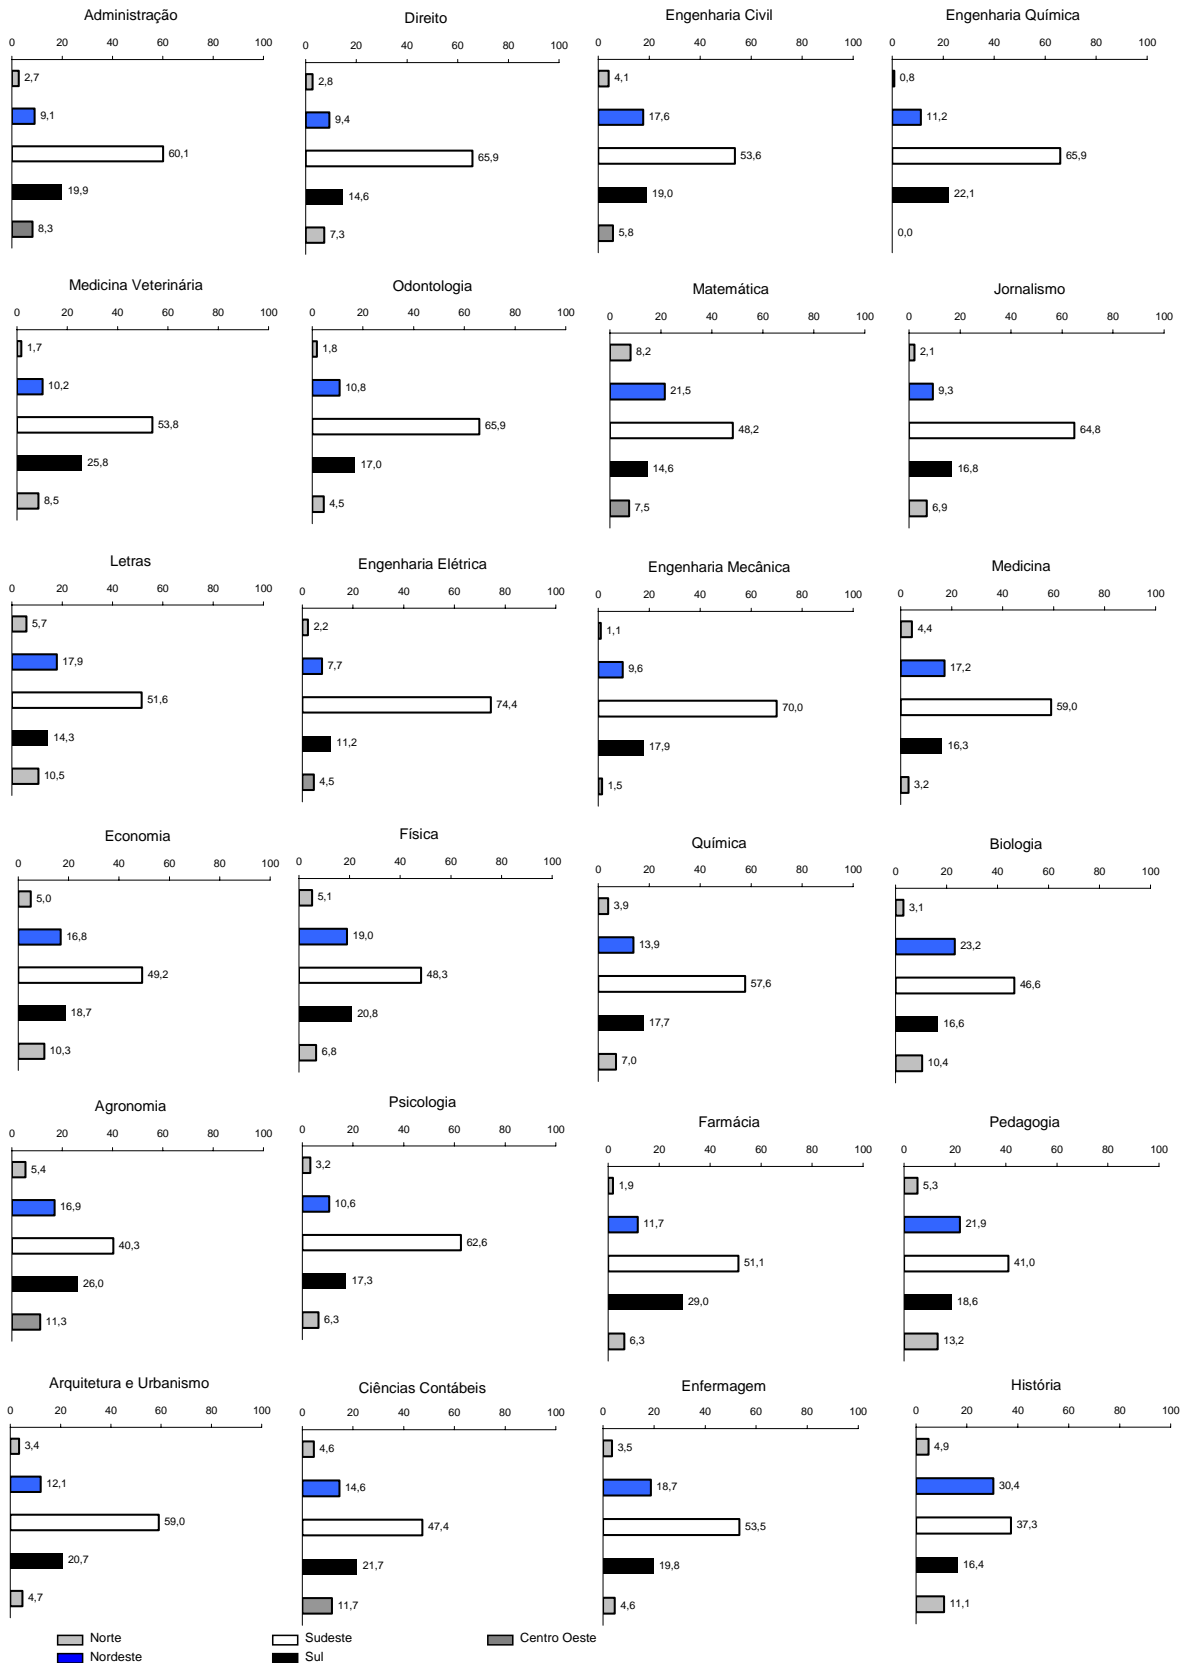 Administração
0 20 40 60 80 100
2,7
9,1
60,1
19,9
8,3
Direito
0 20 40 60 80 100
2,8
9,4
65,9
14,6
7,3
Engenharia Civil
0 20 40 60 80 100
4,1
17,6
53,6
19,0
5,8
Engenharia Química
0 20 40 60 80 100
0,8
11,2
65,9
22,1
0,0
Medicina Veterinária
0 20 40 60 80 100
1,7
10,2
53,8
25,8
8,5
Odontologia
0 20 40 60 80 100
1,8
10,8
65,9
17,0
4,5
Matemática
0 20 40 60 80 100
8,2
21,5
48,2
14,6
7,5
Jornalismo
0 20 40 60 80 100
2,1
9,3
64,8
16,8
6,9
Letras
0 20 40 60 80 100
5,7
17,9
51,6
14,3
10,5
Engenharia Elétrica
0 20 40 60 80 100
2,2
7,7
74,4
11,2
4,5
Engenharia Mecânica
0 20 40 60 80 100
1,1
9,6
70,0
17,9
1,5
Medicina
0 20 40 60 80 100
4,4
17,2
59,0
16,3
3,2
Economia
0 20 40 60 80 100
5,0
16,8
49,2
18,7
10,3
Física
0 20 40 60 80 100
5,1
19,0
48,3
20,8
6,8
Química
0 20 40 60 80 100
3,9
13,9
57,6
17,7
7,0
Biologia
0 20 40 60 80 100
3,1
23,2
46,6
16,6
10,4
Agronomia
0 20 40 60 80 100
5,4
16,9
40,3
26,0
11,3
Psicologia
0 20 40 60 80 100
3,2
10,6
62,6
17,3
6,3
Farmácia
0 20 40 60 80 100
1,9
11,7
51,1
29,0
6,3
Pedagogia
0 20 40 60 80 100
5,3
21,9
41,0
18,6
13,2
Arquitetura e Urbanismo
0 20 40 60 80 100
3,4
12,1
59,0
20,7
4,7
Ciências Contábeis
0 20 40 60 80 100
4,6
14,6
47,4
21,7
11,7
Enfermagem
0 20 40 60 80 100
3,5
18,7
53,5
19,8
4,6
História
0 20 40 60 80 100
4,9
30,4
37,3
16,4
11,1
Norte Sudeste Centro Oeste
Nordeste Sul